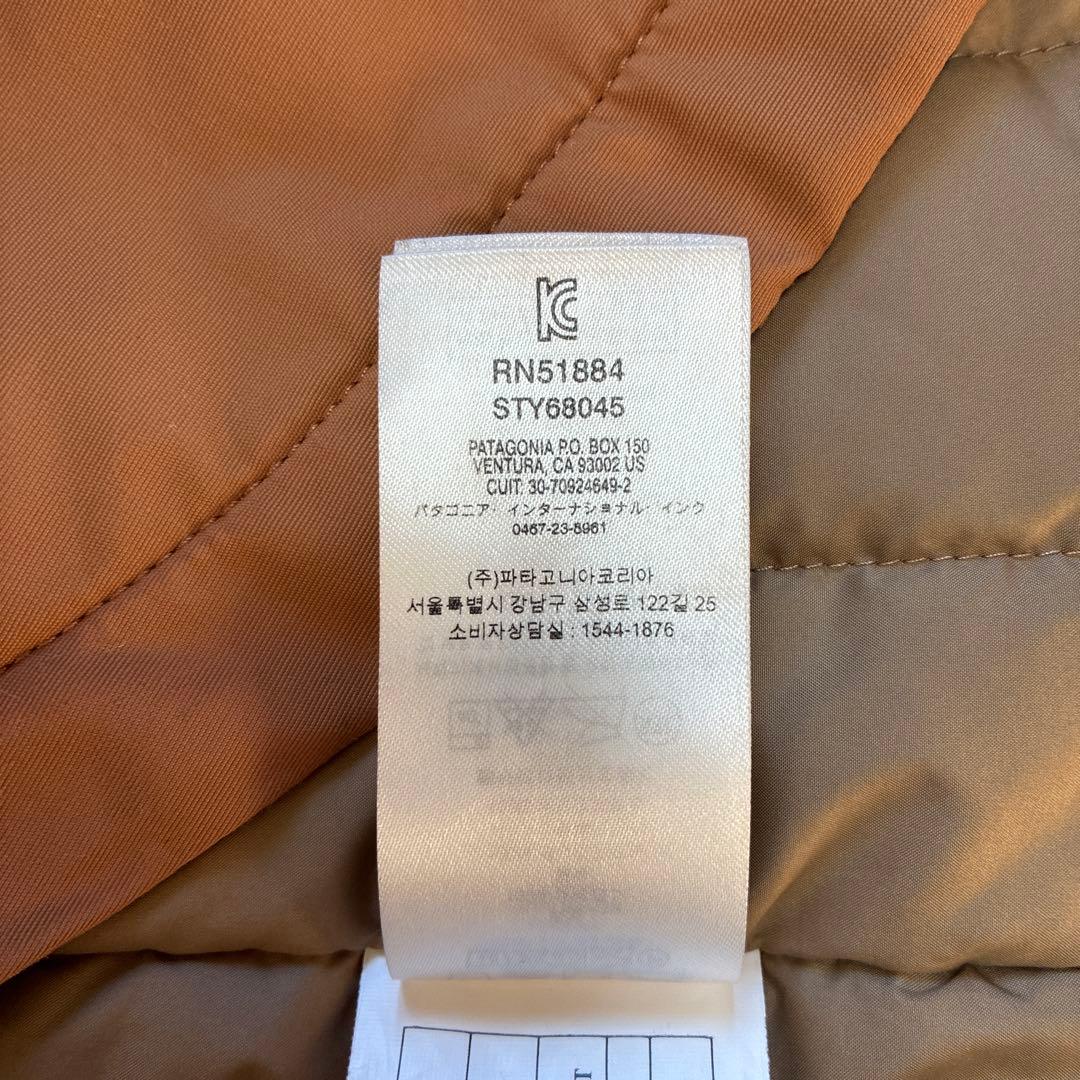 KC
RN51884
STY68045
PATAGONIA P.O. BOX 150
VENTURA, CA 93002 US
CUIT: 30-70924649-2
パタゴニア・インターナショナル・インク
0467-23-8961
(주)파타고니아코리아
서울특별시 강남구 삼성로 122길 25
소비자상담실 : 1544-1876